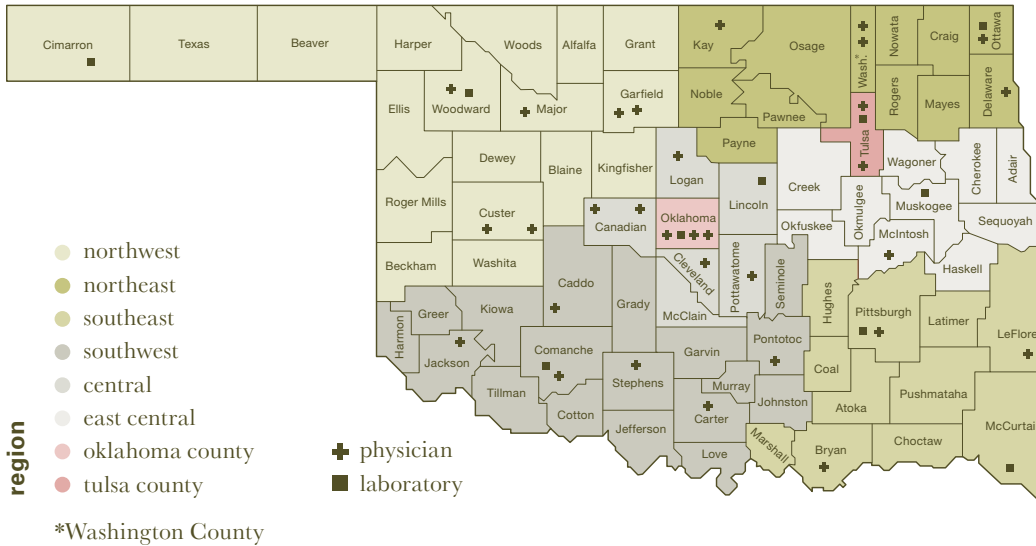 Cimarron
Texas
Beaver
Harper
Woods
Alfalfa
Grant
Kay
Osage
Wash.*
Nowata
Craig
Ottawa
Ellis
Woodward
Major
Garfield
Noble
Pawnee
Rogers
Mayes
Delaware
Dewey
Blaine
Kingfisher
Logan
Payne
Tulsa
Wagoner
Cherokee
Adair
Roger Mills
Custer
Canadian
Oklahoma
Lincoln
Creek
Okmulgee
Muskogee
Sequoyah
Beckham
Washita
Cleveland
Pottawatome
Seminole
Okfuskee
McIntosh
Haskell
Caddo
Grady
McClain
Hughes
Pittsburgh
Latimer
LeFlore
Harmon
Greer
Kiowa
Jackson
Comanche
Garvin
Pontotoc
Coal
Pushmataha
Tillman
Cotton
Stephens
Murray
Carter
Johnston
Atoka
McCurtai
Jefferson
Love
Marshall
Bryan
Choctaw
region
northwest
northeast
southeast
southwest
central
east central
oklahoma county
tulsa county
physician
laboratory
*Washington County